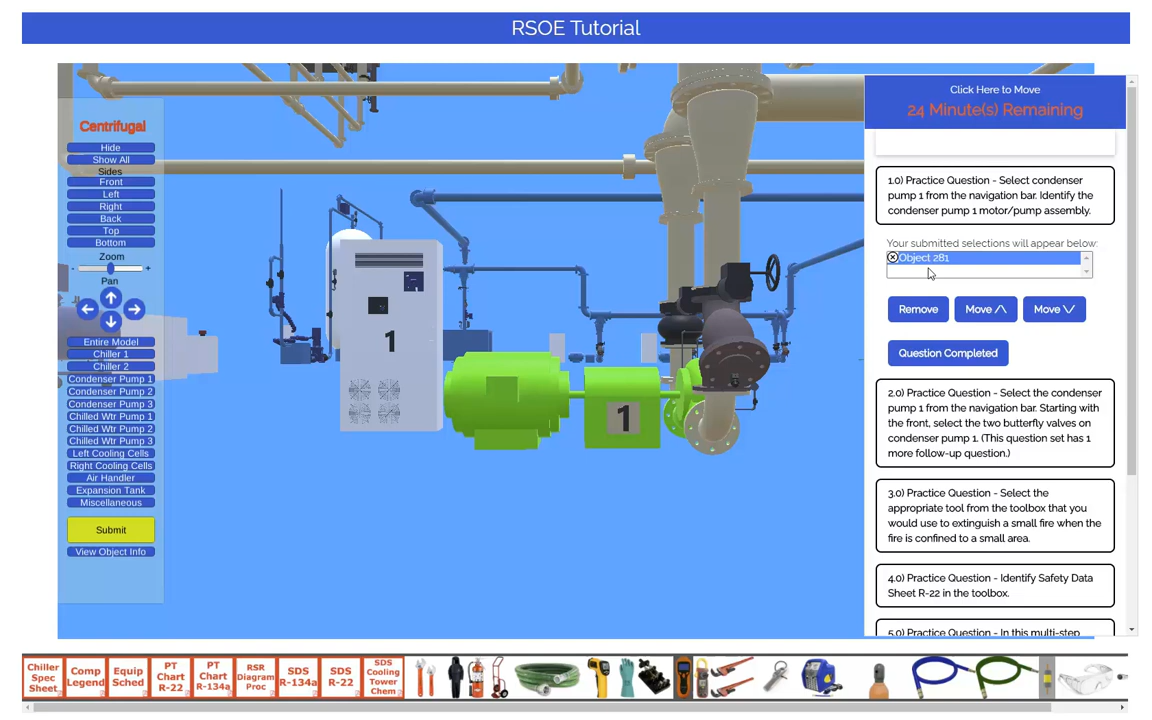 RSOE Tutorial
Centrifugal
Hide
Show All
Sides
Front
Left
Right
Back
Top
Bottom
Zoom
- +
Pan
Entire Model
Chiller 1
Chiller 2
Condenser Pump 1
Condenser Pump 2
Condenser Pump 3
Chilled Wtr Pump 1
Chilled Wtr Pump 2
Chilled Wtr Pump 3
Left Cooling Cells
Right Cooling Cells
Air Handler
Expansion Tank
Miscellaneous
Submit
View Object Info
1
1
Click Here to Move
24 Minute(s) Remaining
1.0) Practice Question - Select condenser
pump 1 from the navigation bar. Identify the
condenser pump 1 motor/pump assembly.
Your submitted selections will appear below:
Object 281
Remove
Move
Move
Question Completed
2.0) Practice Question - Select the condenser
pump 1 from the navigation bar. Starting with
the front, select the two butterfly valves on
condenser pump 1. (This question set has 1
more follow-up question.)
3.0) Practice Question - Select the
appropriate tool from the toolbox that you
would use to extinguish a small fire when the
fire is confined to a small area.
4.0) Practice Question - Identify Safety Data
Sheet R-22 in the toolbox.
5.0) Practice Question - In this multi-step
Chiller
Spec
Sheet
Comp
Legend
Equip
Sched
PT
Chart
R-22
PT
Chart
R-134a
RSR
Diagram
Proc
SDS
R-134a
SDS
R-22
SDS
Cooling
Tower
Chem